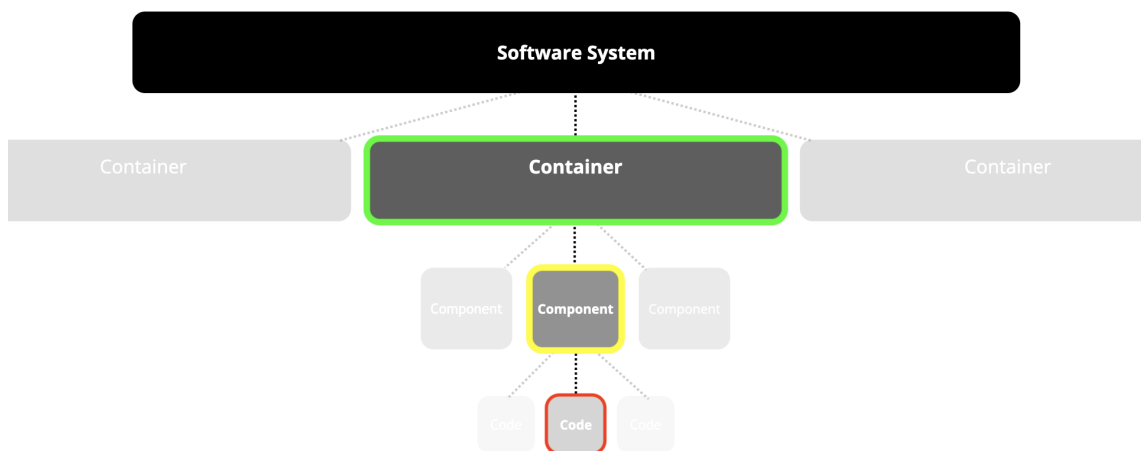 Software System
Container
Container
Container
Component
Component
Component
Code
Code
Code